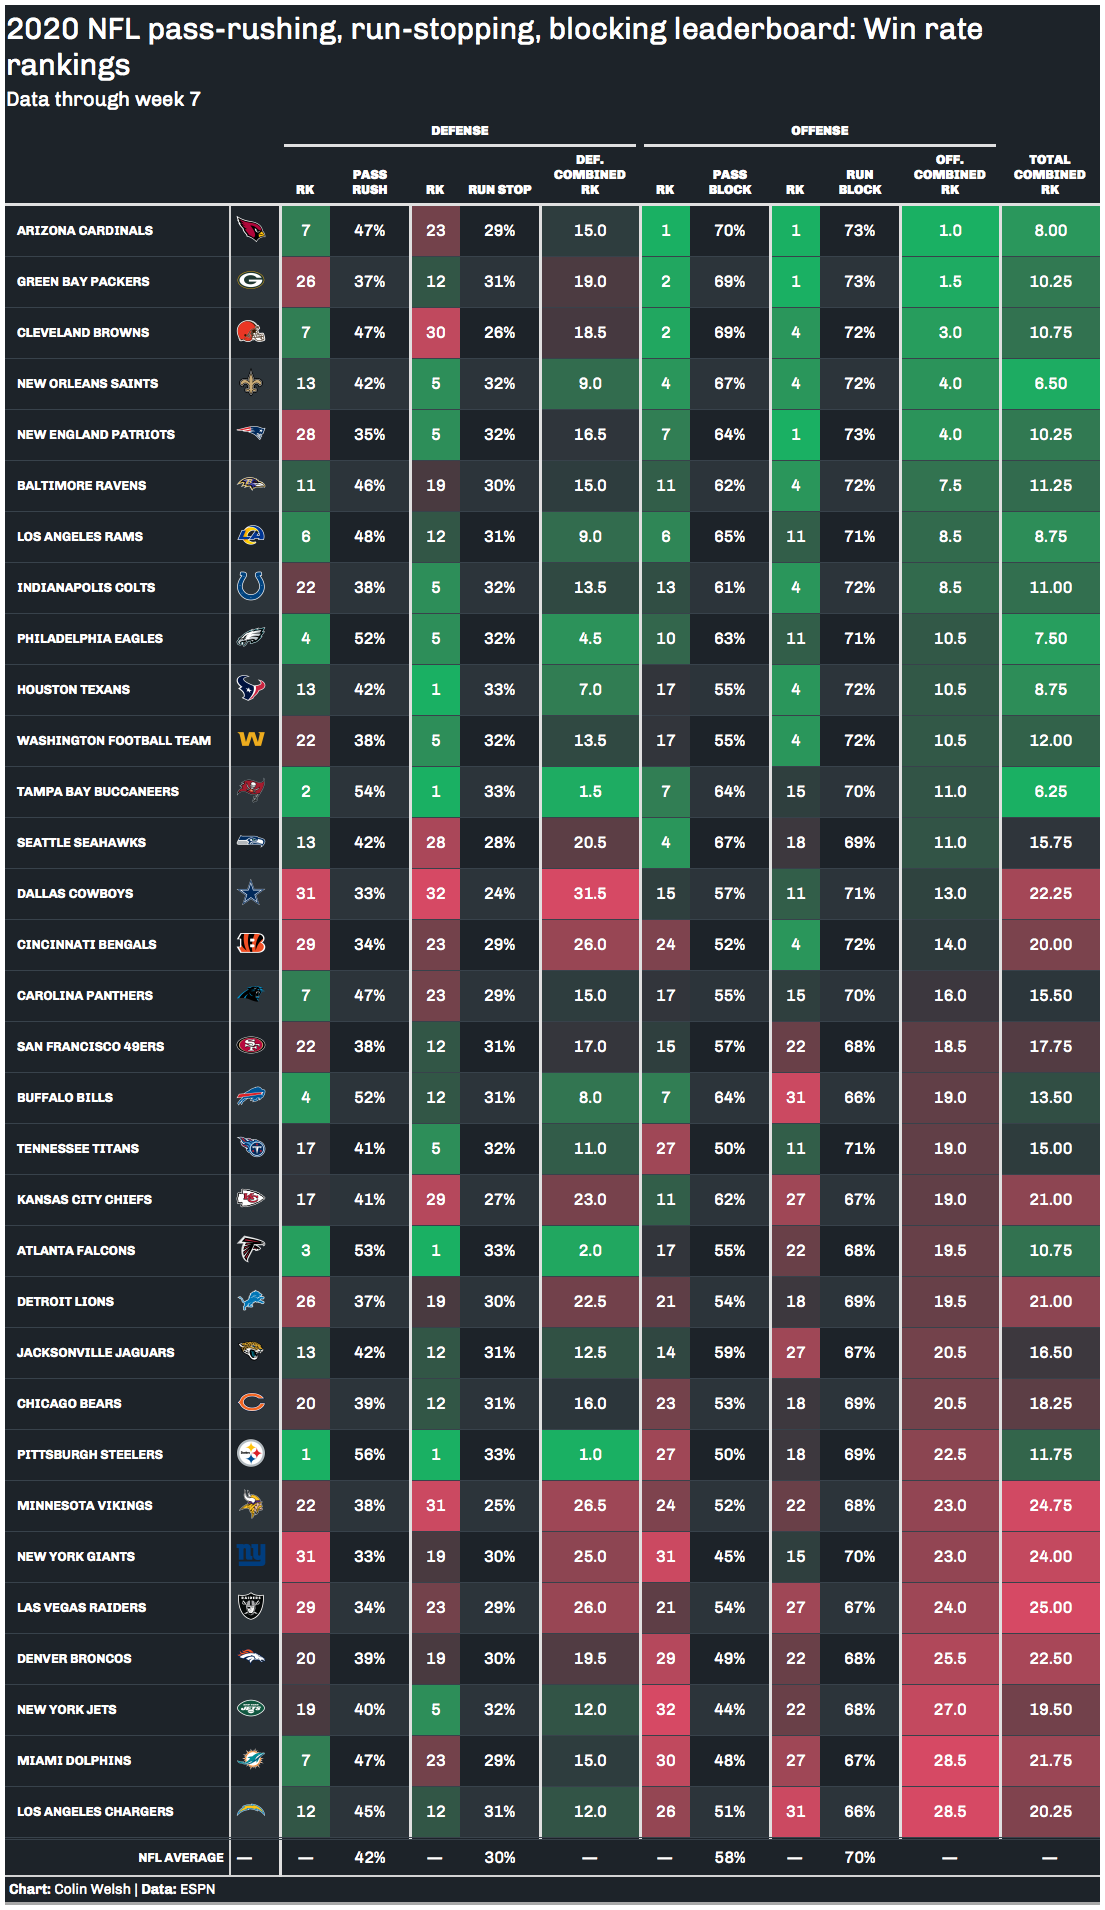 2020 NFL pass-rushing, run-stopping, blocking leaderboard: Win rate
rankings
Data through week 7
DEFENSE OFFENSE
RK PASS RUSH RK RUN STOP DEF. COMBINED RK RK PASS BLOCK RK RUN BLOCK OFF. COMBINED RK TOTAL COMBINED RK
ARIZONA CARDINALS 7 47% 23 29% 15.0 1 70% 1 73% 1.0 8.00
GREEN BAY PACKERS 26 37% 12 31% 19.0 2 69% 1 73% 1.5 10.25
CLEVELAND BROWNS 7 47% 30 26% 18.5 2 69% 4 72% 3.0 10.75
NEW ORLEANS SAINTS 13 42% 5 32% 9.0 4 67% 4 72% 4.0 6.50
NEW ENGLAND PATRIOTS 28 35% 5 32% 16.5 7 64% 1 73% 4.0 10.25
BALTIMORE RAVENS 11 46% 19 30% 15.0 11 62% 4 72% 7.5 11.25
LOS ANGELES RAMS 6 48% 12 31% 9.0 6 65% 11 71% 8.5 8.75
INDIANAPOLIS COLTS 22 38% 5 32% 13.5 13 61% 4 72% 8.5 11.00
PHILADELPHIA EAGLES 4 52% 5 32% 4.5 10 63% 11 71% 10.5 7.50
HOUSTON TEXANS 13 42% 1 33% 7.0 17 55% 4 72% 10.5 8.75
WASHINGTON FOOTBALL TEAM W 22 38% 5 32% 13.5 17 55% 4 72% 10.5 12.00
TAMPA BAY BUCCANEERS 2 54% 1 33% 1.5 7 64% 15 70% 11.0 6.25
SEATTLE SEAHAWKS 13 42% 28 28% 20.5 4 67% 18 69% 11.0 15.75
DALLAS COWBOYS 31 33% 32 24% 31.5 15 57% 11 71% 13.0 22.25
CINCINNATI BENGALS 29 34% 23 29% 26.0 24 52% 4 72% 14.0 20.00
CAROLINA PANTHERS 7 47% 23 29% 15.0 17 55% 15 70% 16.0 15.50
SAN FRANCISCO 49ERS 22 38% 12 31% 17.0 15 57% 22 68% 18.5 17.75
BUFFALO BILLS 4 52% 12 31% 8.0 7 64% 31 66% 19.0 13.50
TENNESSEE TITANS 17 41% 5 32% 11.0 27 50% 11 71% 19.0 15.00
KANSAS CITY CHIEFS 17 41% 29 27% 23.0 11 62% 27 67% 19.0 21.00
ATLANTA FALCONS 3 53% 1 33% 2.0 17 55% 22 68% 19.5 10.75
DETROIT LIONS 26 37% 19 30% 22.5 21 54% 18 69% 19.5 21.00
JACKSONVILLE JAGUARS 13 42% 12 31% 12.5 14 59% 27 67% 20.5 16.50
CHICAGO BEARS 20 39% 12 31% 16.0 23 53% 18 69% 20.5 18.25
PITTSBURGH STEELERS 1 56% 1 33% 1.0 27 50% 18 69% 22.5 11.75
MINNESOTA VIKINGS 22 38% 31 25% 26.5 24 52% 22 68% 23.0 24.75
NEW YORK GIANTS ny 31 33% 19 30% 25.0 31 45% 15 70% 23.0 24.00
LAS VEGAS RAIDERS 29 34% 23 29% 26.0 21 54% 27 67% 24.0 25.00
DENVER BRONCOS 20 39% 19 30% 19.5 29 49% 22 68% 25.5 22.50
NEW YORK JETS JETS 19 40% 5 32% 12.0 32 44% 22 68% 27.0 19.50
MIAMI DOLPHINS 7 47% 23 29% 15.0 30 48% 27 67% 28.5 21.75
LOS ANGELES CHARGERS 12 45% 12 31% 12.0 26 51% 31 66% 28.5 20.25
NFL AVERAGE — — 42% — 30% — — 58% — 70% — —
Chart: Colin Welsh | Data: ESPN